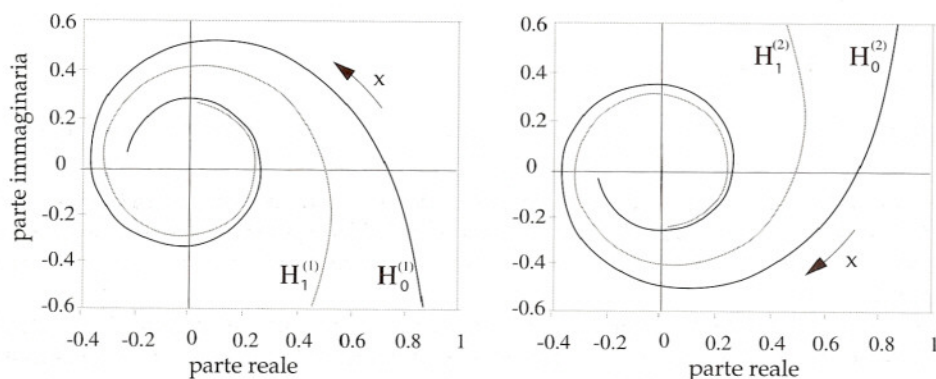 0.6
0.4
0.2
0
-0.2
-0.4
-0.6
parte immaginaria
x
H₁⁽¹⁾
H₀⁽¹⁾
-0.4 -0.2 0 0.2 0.4 0.6 0.8 1
parte reale
0.6
0.4
0.2
0
-0.2
-0.4
-0.6
H₁⁽²⁾
H₀⁽²⁾
x
-0.4 -0.2 0 0.2 0.4 0.6 0.8 1
parte reale